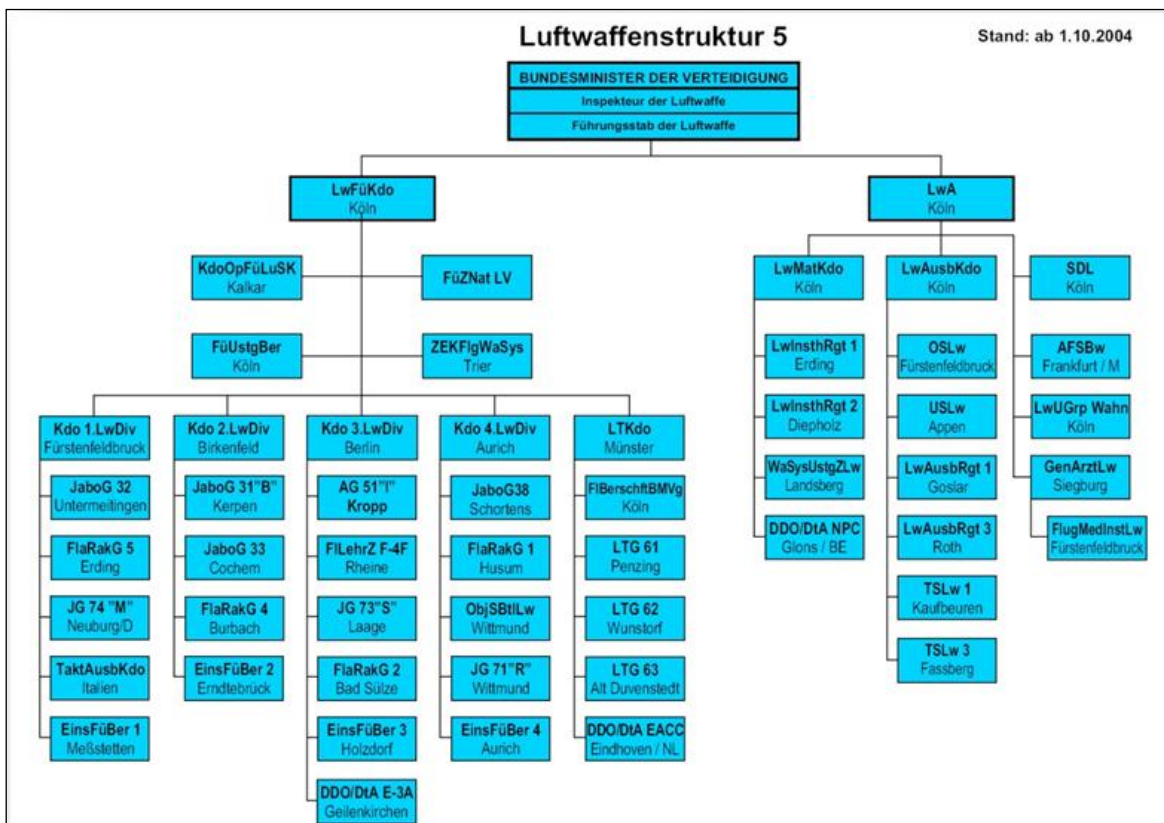 Luftwaffenstruktur 5
Stand: ab 1.10.2004
BUNDESMINISTER DER VERTEIDIGUNG
Inspekteur der Luftwaffe
Führungsstab der Luftwaffe
LwFüKdo
Köln
LwA
Köln
KdoOpFüLuSK
Kalkar
FüZNat LV
FüUstgBer
Köln
ZEKFlgWaSys
Trier
Kdo 1.LwDiv
Fürstenfeldbruck
JaboG 32
Untermeitingen
FlaRakG 5
Erding
JG 74 "M"
Neuburg/D
TaktAusbKdo
Italien
EinsFüBer 1
Meßstetten
Kdo 2.LwDiv
Birkenfeld
JaboG 31"B"
Kerpen
JaboG 33
Cochem
FlaRakG 4
Burbach
EinsFüBer 2
Erndtebrück
Kdo 3.LwDiv
Berlin
AG 51"I"
Kropp
FlLehrZ F-4F
Rheine
JG 73"S"
Laage
FlaRakG 2
Bad Sülze
EinsFüBer 3
Holzdorf
DDO/DtA E-3A
Geilenkirchen
Kdo 4.LwDiv
Aurich
JaboG38
Schortens
FlaRakG 1
Husum
ObjSBtlLw
Wittmund
JG 71"R"
Wittmund
EinsFüBer 4
Aurich
LTKdo
Münster
FlBerschftBMVg
Köln
LTG 61
Penzing
LTG 62
Wunstorf
LTG 63
Alt Duvenstedt
DDO/DtA EACC
Eindhoven / NL
LwMatKdo
Köln
LwInsthRgt 1
Erding
LwInsthRgt 2
Diepholz
WaSysUstgZLw
Landsberg
DDO/DtA NPC
Glons / BE
LwAusbKdo
Köln
OSLw
Fürstenfeldbruck
USLw
Appen
LwAusbRgt 1
Goslar
LwAusbRgt 3
Roth
TSLw 1
Kaufbeuren
TSLw 3
Fassberg
SDL
Köln
AFSBw
Frankfurt / M
LwUGrp Wahn
Köln
GenArztLw
Siegburg
FlugMedInstLw
Fürstenfeldbruck